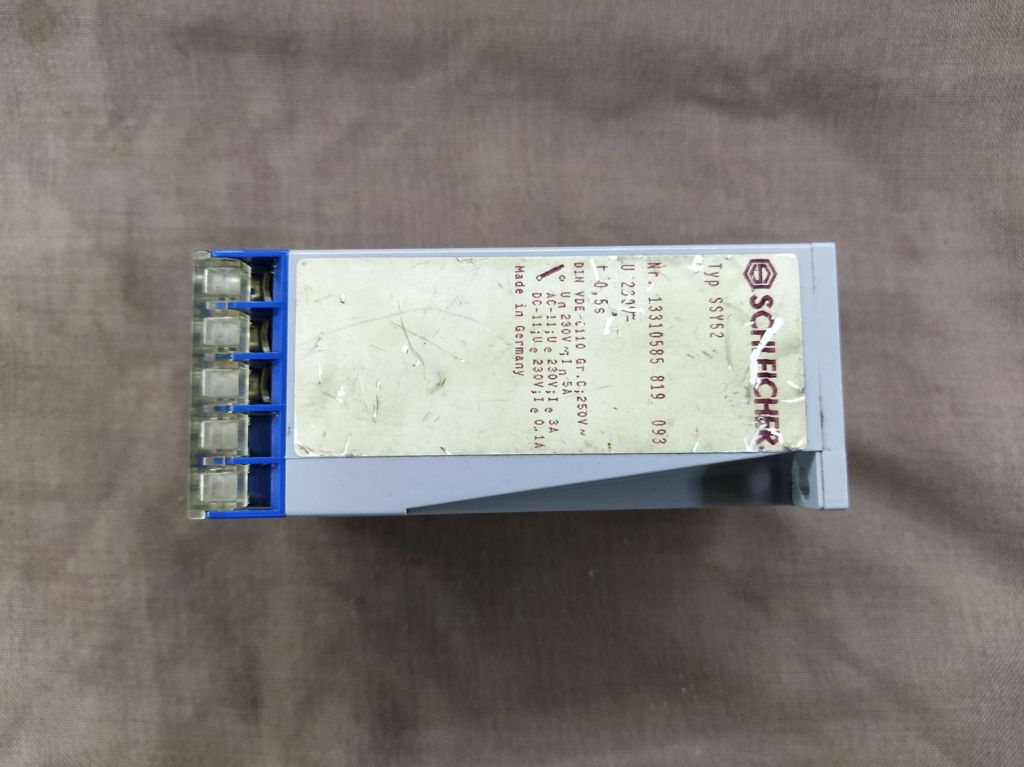 SCHLEICHER
Typ SSY52
Nr. 13310585 819 093
U 230V
t 0,5s
DIN VDE 0110 Gr.C;250V~
Un 230V~;In 5A
AC-11;Ue 230V;Ie 3A
DC-11;Ue 230V;Ie 0.1A
Made in Germany